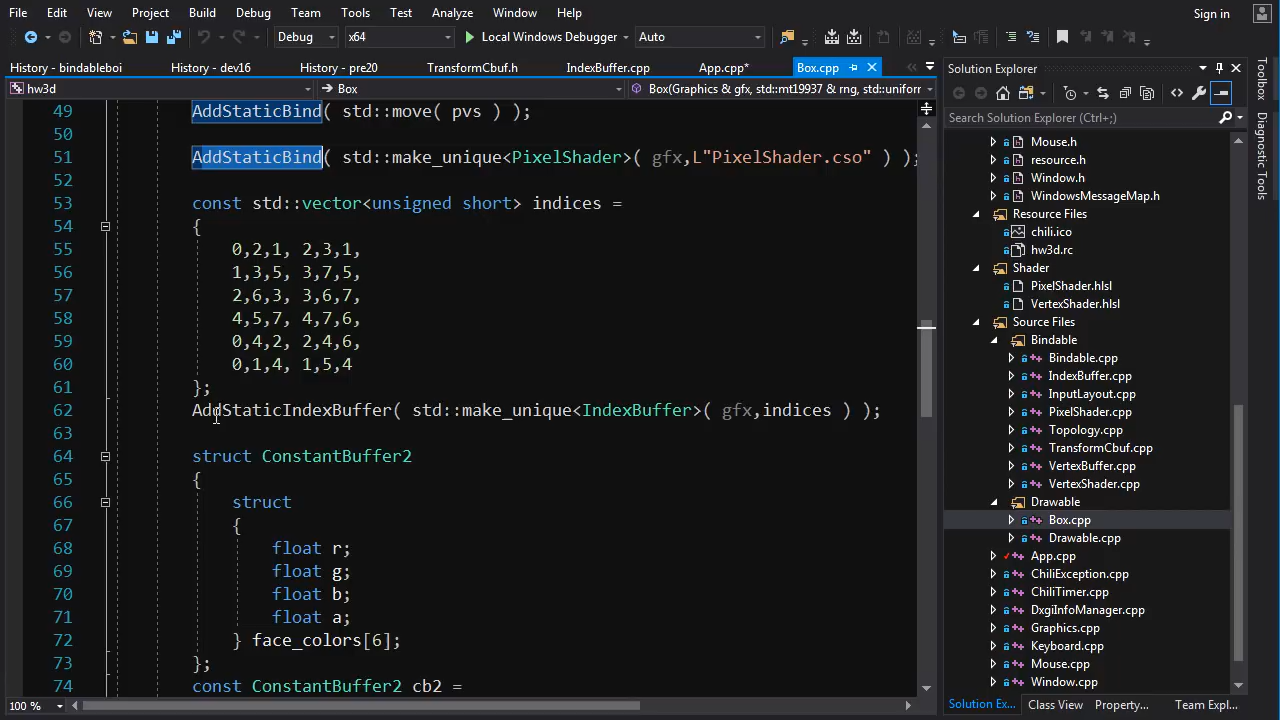 File Edit View Project Build Debug Team Tools Test Analyze Window Help
Sign in
Debug x64 Local Windows Debugger Auto
History - bindableboi History - dev16 History - pre20 TransformCbuf.h IndexBuffer.cpp App.cpp* Box.cpp
hw3d Box Box(Graphics & gfx, std::mt19937 & rng, std::uniform
49 AddStaticBind( std::move( pvs ) );
50
51 AddStaticBind( std::make_unique<PixelShader>( gfx,L"PixelShader.cso" ) );
52
53 const std::vector<unsigned short> indices =
54 {
55 0,2,1, 2,3,1,
56 1,3,5, 3,7,5,
57 2,6,3, 3,6,7,
58 4,5,7, 4,7,6,
59 0,4,2, 2,4,6,
60 0,1,4, 1,5,4
61 };
62 AddStaticIndexBuffer( std::make_unique<IndexBuffer>( gfx,indices ) );
63
64 struct ConstantBuffer2
65 {
66 struct
67 {
68 float r;
69 float g;
70 float b;
71 float a;
72 } face_colors[6];
73 };
74 const ConstantBuffer2 cb2 =
100 %
Solution Explorer
Search Solution Explorer (Ctrl+;)
Mouse.h
resource.h
Window.h
WindowsMessageMap.h
Resource Files
chili.ico
hw3d.rc
Shader
PixelShader.hlsl
VertexShader.hlsl
Source Files
Bindable
Bindable.cpp
IndexBuffer.cpp
InputLayout.cpp
PixelShader.cpp
Topology.cpp
TransformCbuf.cpp
VertexBuffer.cpp
VertexShader.cpp
Drawable
Box.cpp
Drawable.cpp
App.cpp
ChiliException.cpp
ChiliTimer.cpp
DxgiInfoManager.cpp
Graphics.cpp
Keyboard.cpp
Mouse.cpp
Window.cpp
Solution Ex... Class View Property... Team Expl...
Toolbox
Diagnostic Tools